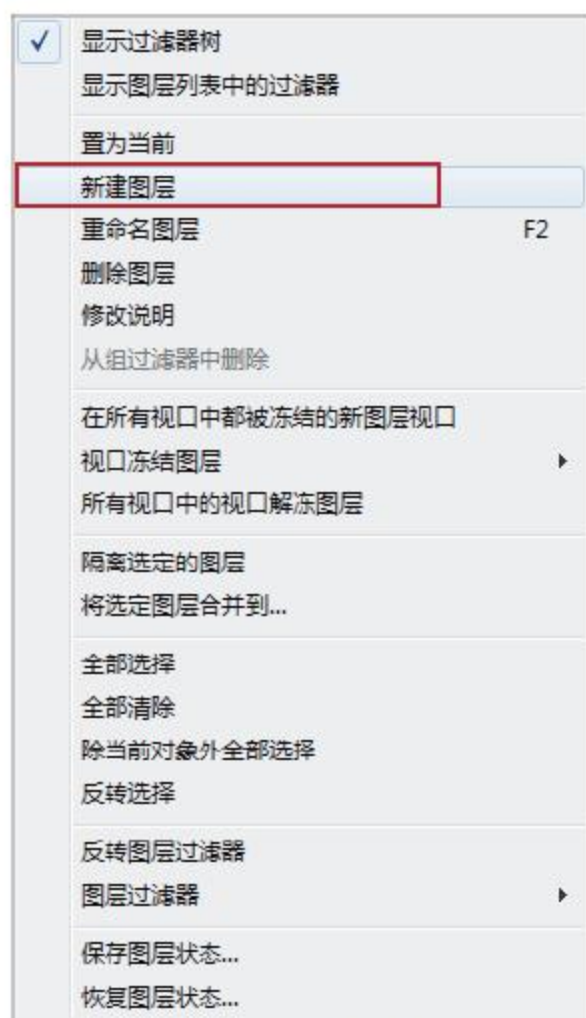 显示过滤器树
显示图层列表中的过滤器
置为当前
新建图层
重命名图层 F2
删除图层
修改说明
从组过滤器中删除
在所有视口中都被冻结的新图层视口
视口冻结图层
所有视口中的视口解冻图层
隔离选定的图层
将选定图层合并到...
全部选择
全部清除
除当前对象外全部选择
反转选择
反转图层过滤器
图层过滤器
保存图层状态...
恢复图层状态...